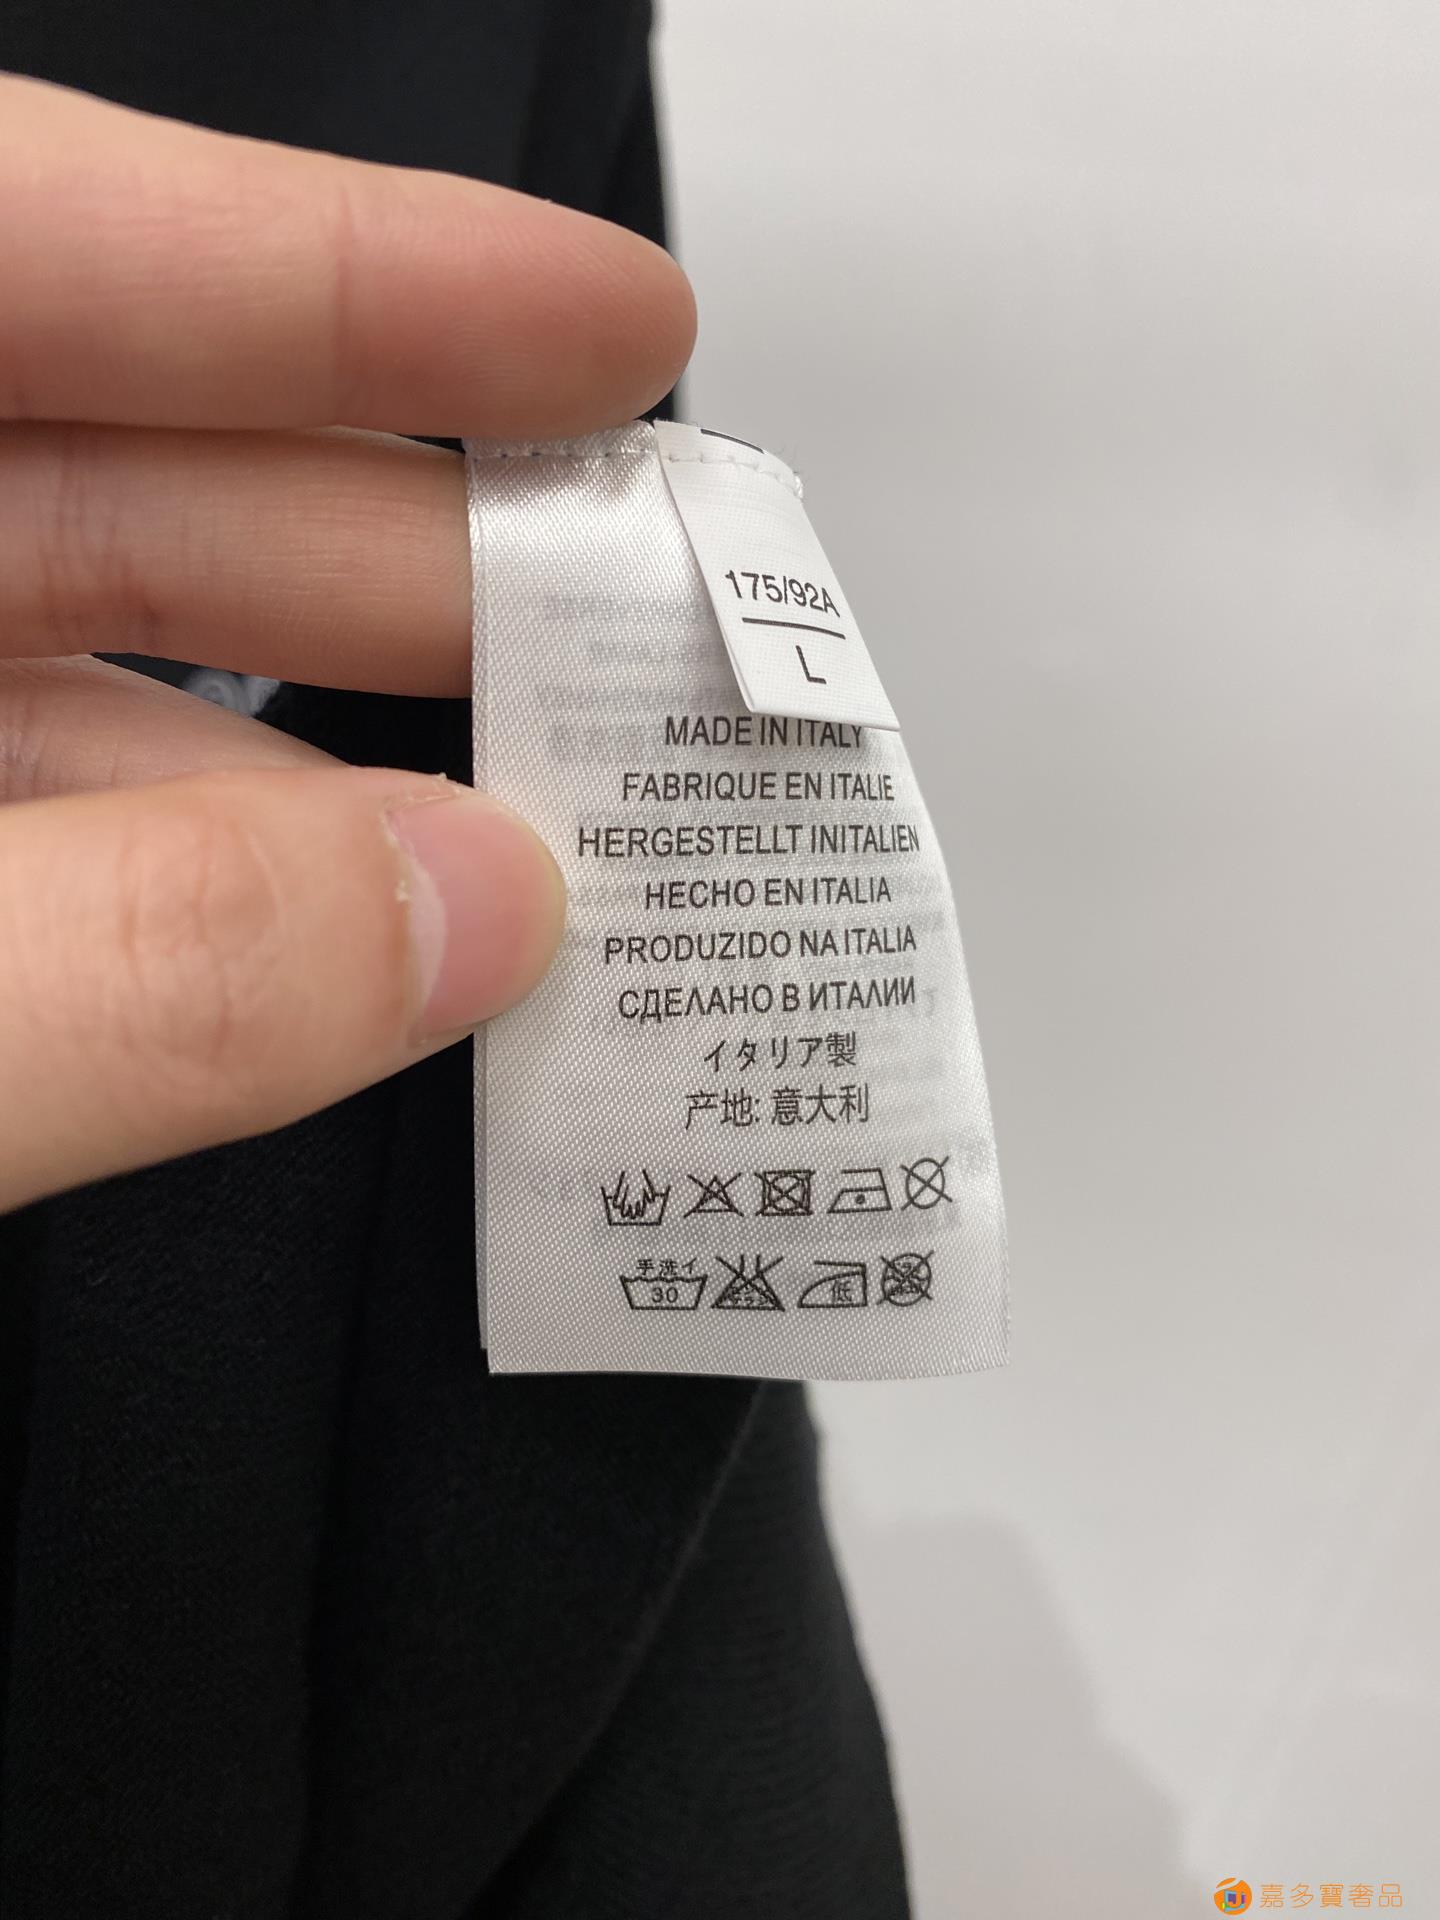 175/92A
L
MADE IN ITALY
FABRIQUE EN ITALIE
HERGESTELLT INITALIEN
HECHO EN ITALIA
PRODUZIDO NA ITALIA
СДЕЛАНО В ИТАЛИИ
イタリア製
产地: 意大利
手洗イ
30
低
嘉多寶奢品